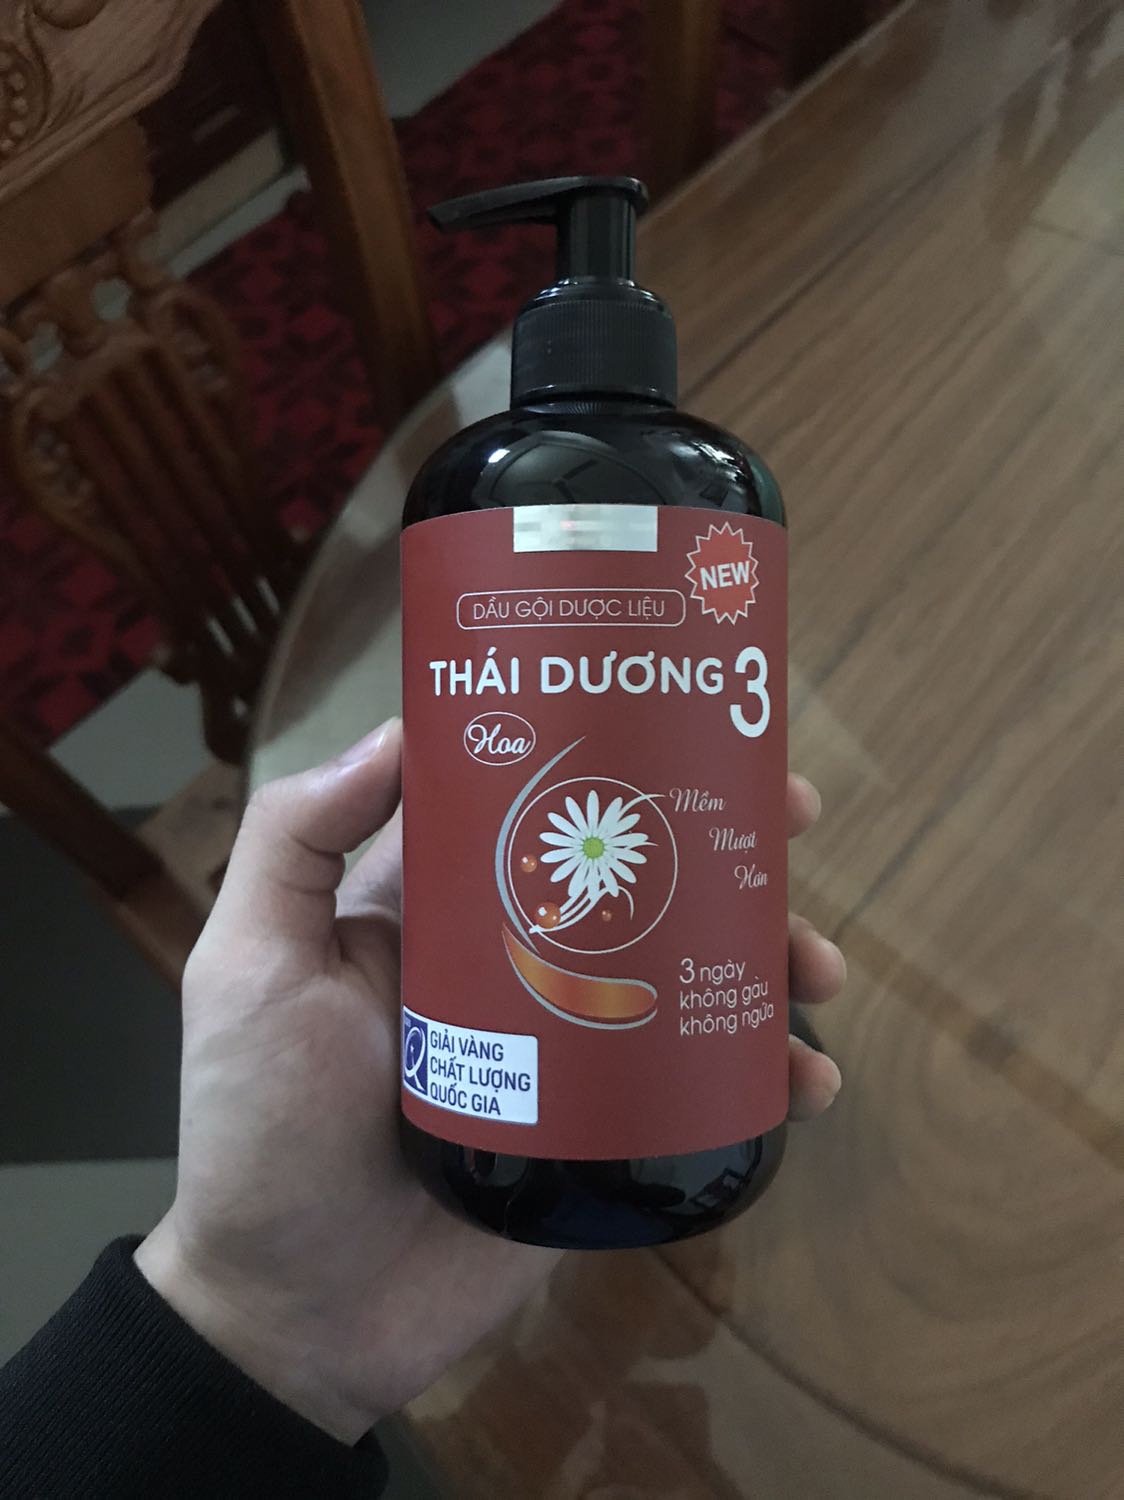 NEW
DẦU GỘI DƯỢC LIỆU
THÁI DƯƠNG 3
Hoa
Mềm
Mượt
Hơn
3 ngày
không gàu
không ngứa
GIẢI VÀNG
CHẤT LƯỢNG
QUỐC GIA